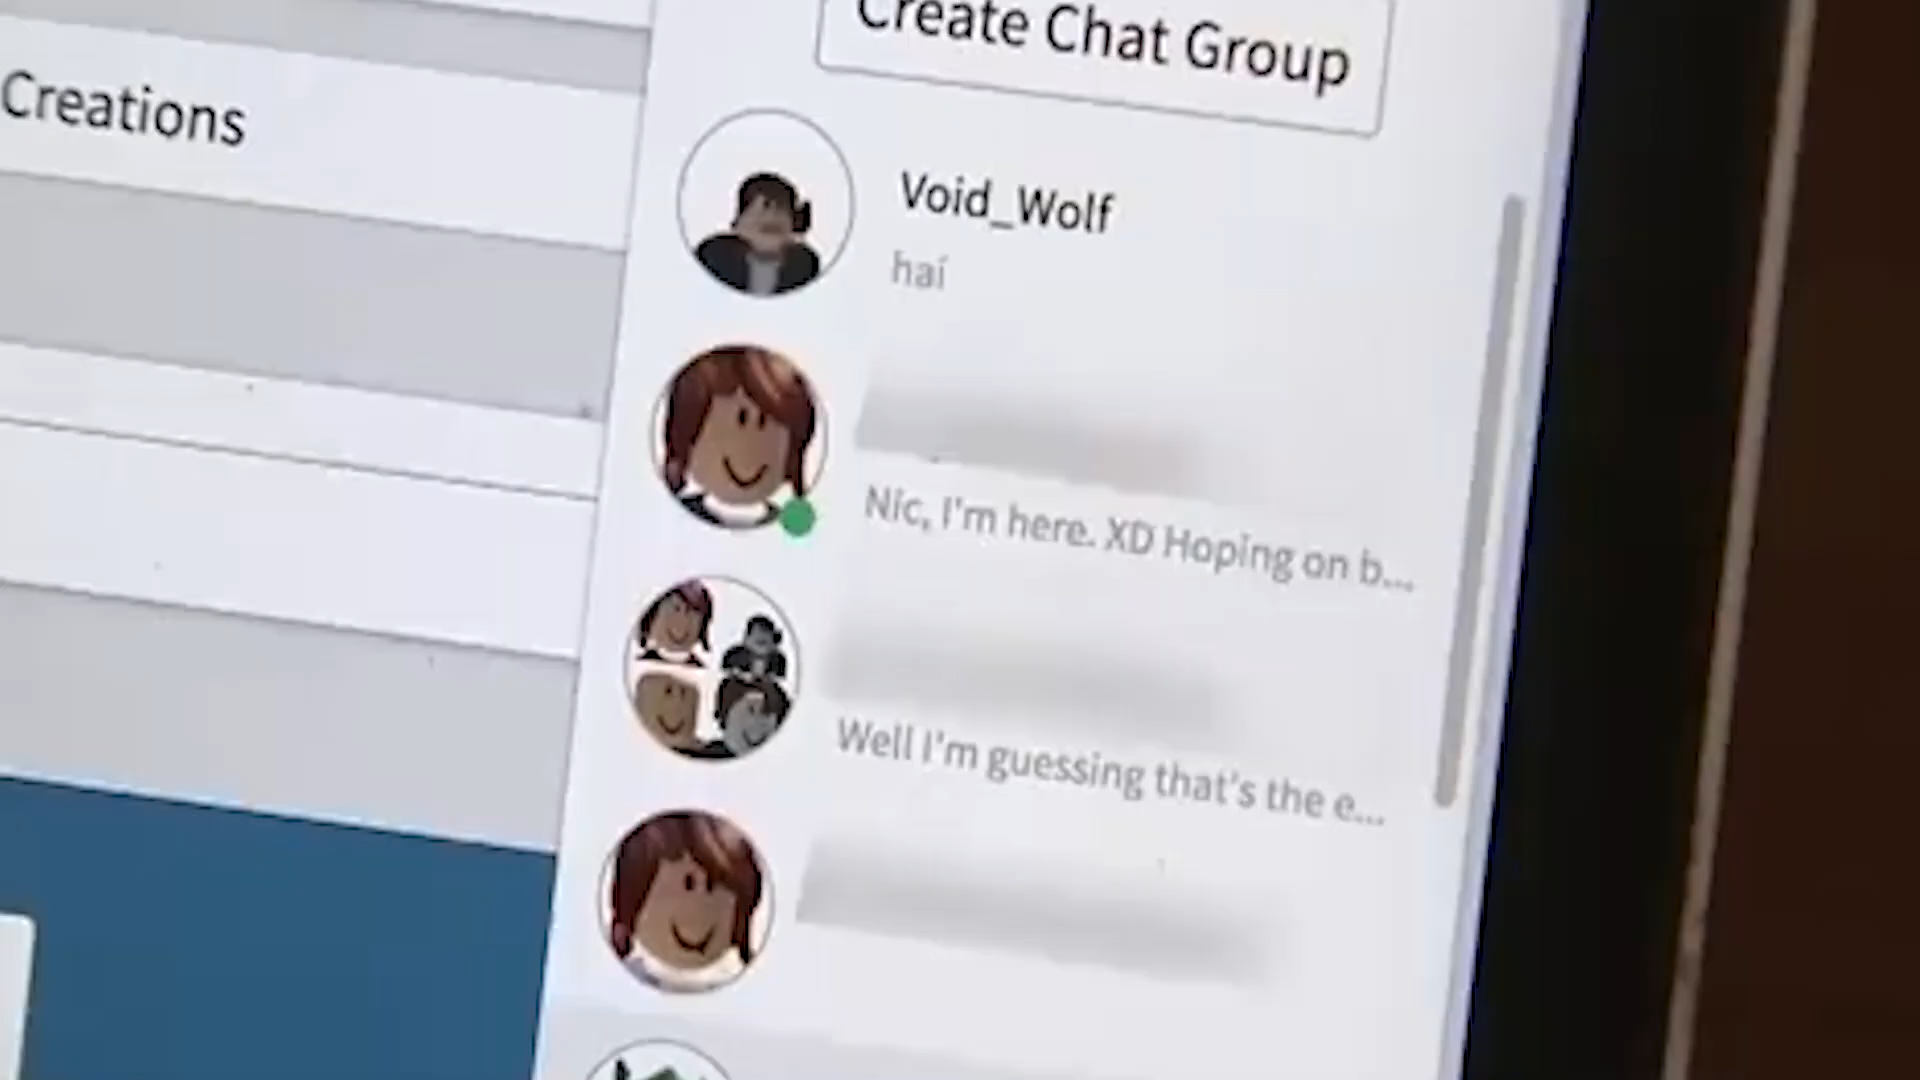 Create Chat Group
Creations
Void_Wolf
hai
Nic, I'm here. XD Hoping on b...
Well I'm guessing that's the e...